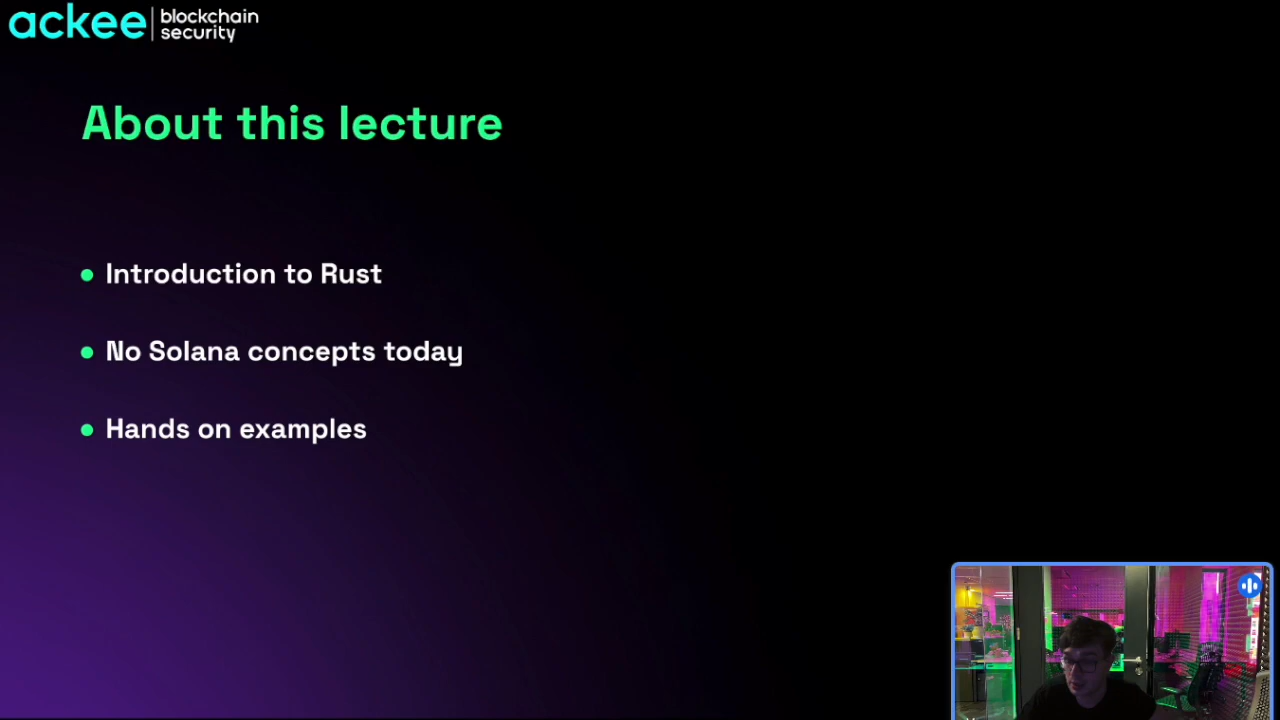 ackee blockchain
security
About this lecture
Introduction to Rust
No Solana concepts today
Hands on examples